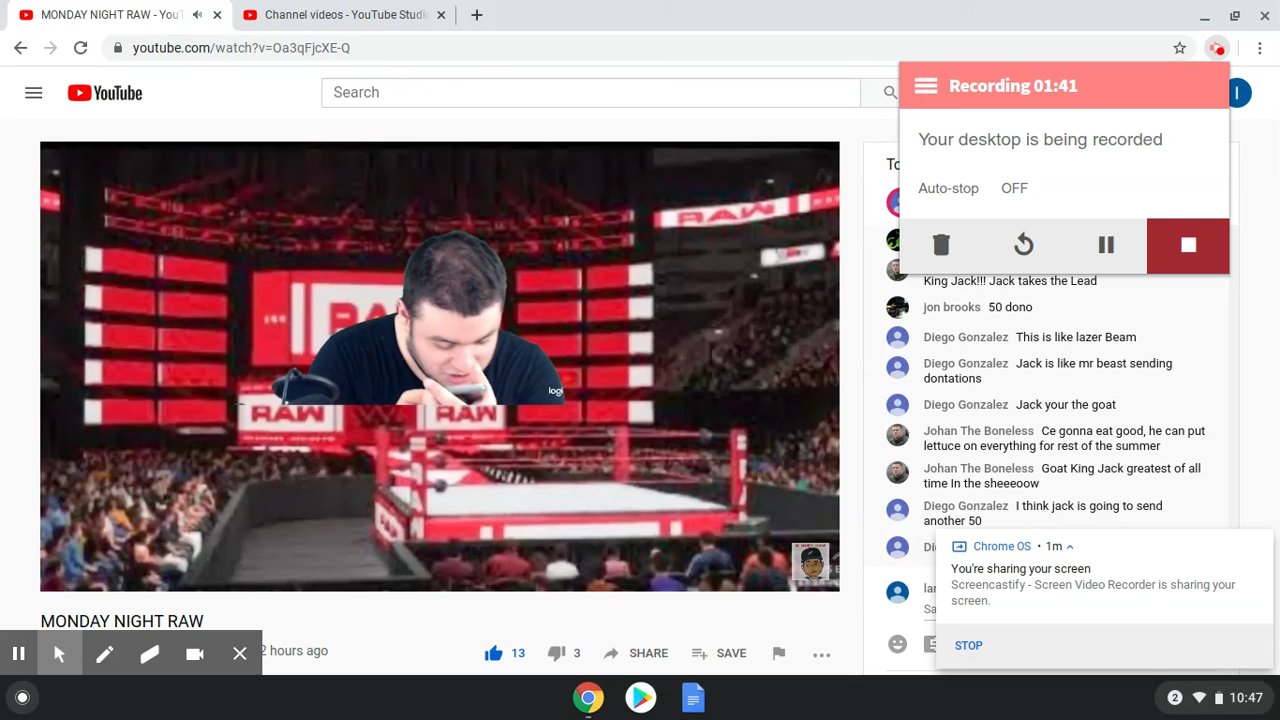 MONDAY NIGHT RAW - YouT
Channel videos - YouTube Studi
youtube.com/watch?v=Oa3qFjcXE-Q
YouTube
Search
I
Recording 01:41
Your desktop is being recorded
Auto-stop OFF
RAW
RAW
RAW
RAW
logi
King Jack!!! Jack takes the Lead
jon brooks 50 dono
Diego Gonzalez This is like lazer Beam
Diego Gonzalez Jack is like mr beast sending
dontations
Diego Gonzalez Jack your the goat
Johan The Boneless Ce gonna eat good, he can put
lettuce on everything for rest of the summer
Johan The Boneless Goat King Jack greatest of all
time In the sheeeoow
Diego Gonzalez I think jack is going to send
another 50
Chrome OS • 1m
You're sharing your screen
Screencastify - Screen Video Recorder is sharing your
screen.
STOP
MONDAY NIGHT RAW
2 hours ago
13
3
SHARE
SAVE
2
10:47